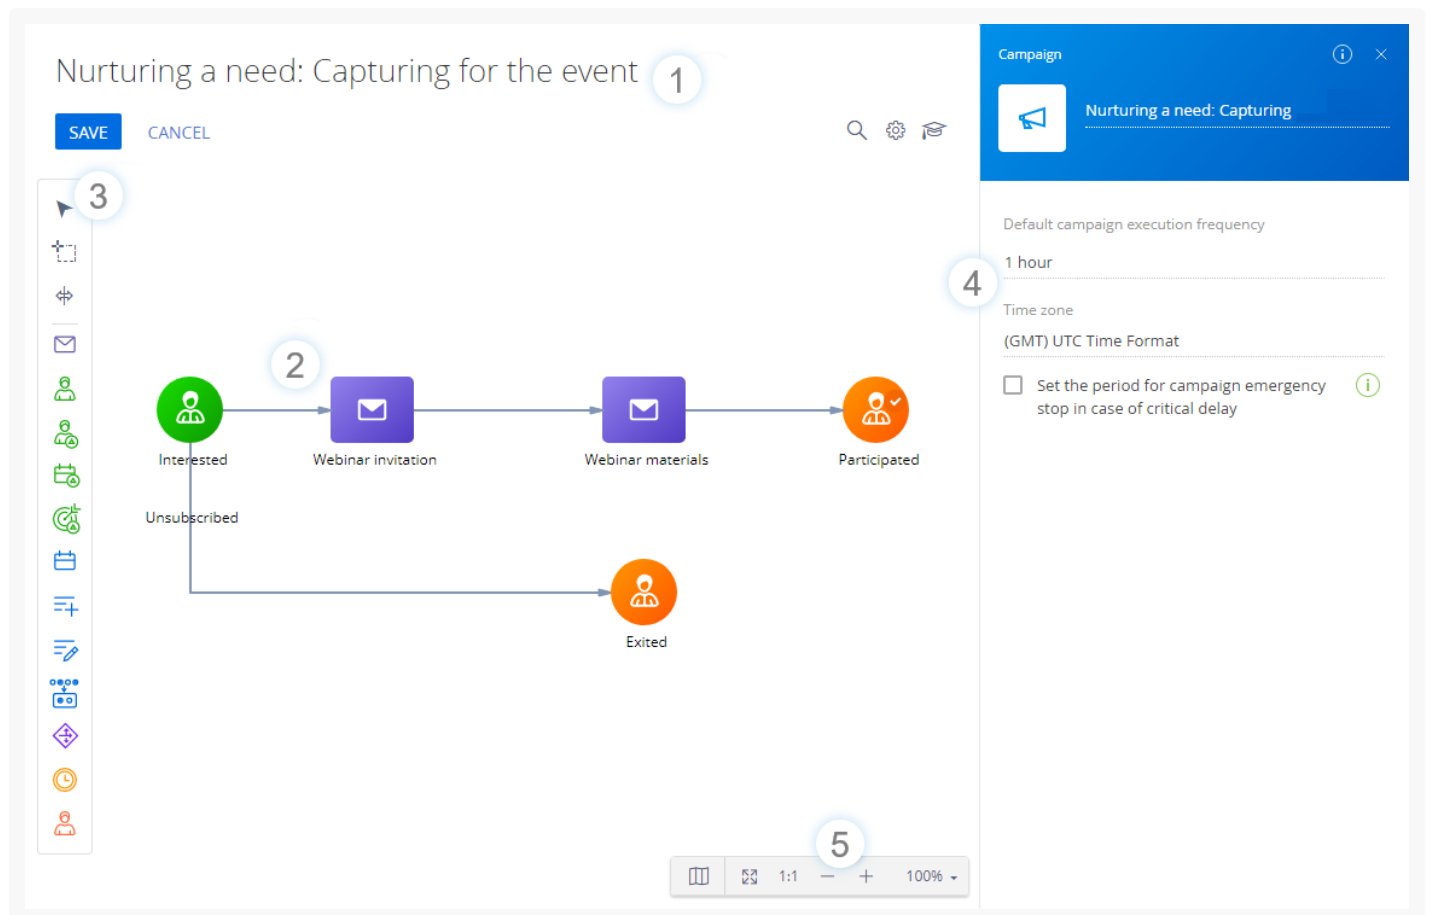 Nurturing a need: Capturing for the event
1
SAVE
CANCEL
3
2
Interested
Webinar invitation
Webinar materials
Participated
Unsubscribed
Exited
5
1:1
100%
Campaign
Nurturing a need: Capturing
Default campaign execution frequency
1 hour
4
Time zone
(GMT) UTC Time Format
Set the period for campaign emergency
stop in case of critical delay